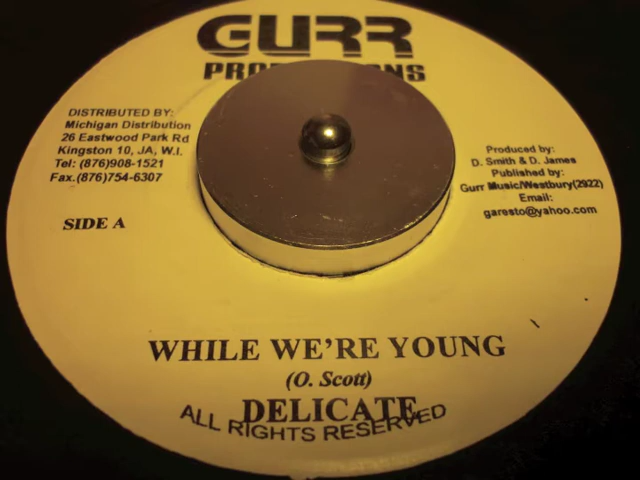 GURR
PRODUCTIONS
DISTRIBUTED BY:
Michigan Distribution
26 Eastwood Park Rd
Kingston 10, JA, W.I.
Tel: (876)908-1521
Fax.(876)754-6307
SIDE A
Produced by:
D. Smith & D. James
Published by:
Gurr Music/Westbury(2922)
Email:
garesto@yahoo.com
WHILE WE'RE YOUNG
(O. Scott)
DELICATE
ALL RIGHTS RESERVED